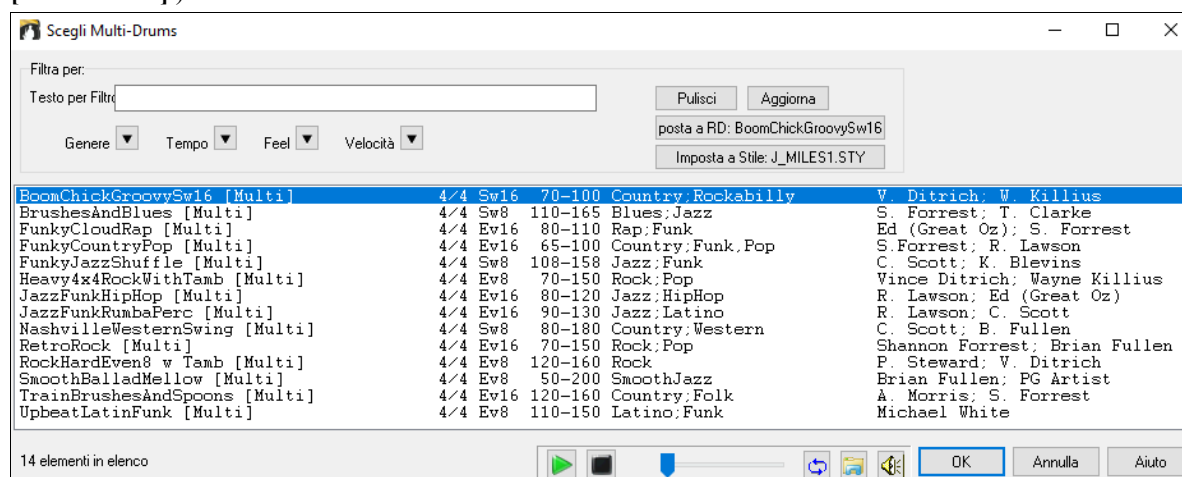 Scegli Multi-Drums
Filtra per:
Testo per Filtro
Pulisci Aggiorna
Genere Tempo Feel Velocità
posta a RD: BoomChickGroovySw16
Imposta a Stile: J_MILES1.STY
BoomChickGroovySw16 [Multi] 4/4 Sw16 70-100 Country;Rockabilly V. Ditrich; W. Killius
BrushesAndBlues [Multi] 4/4 Sw8 110-165 Blues;Jazz S. Forrest; T. Clarke
FunkyCloudRap [Multi] 4/4 Ev16 80-110 Rap;Funk Ed (Great Oz); S. Forrest
FunkyCountryPop [Multi] 4/4 Ev16 65-100 Country;Funk,Pop S.Forrest; R. Lawson
FunkyJazzShuffle [Multi] 4/4 Sw8 108-158 Jazz;Funk C. Scott; K. Blevins
Heavy4x4RockWithTamb [Multi] 4/4 Ev8 70-150 Rock;Pop Vince Ditrich; Wayne Killius
JazzFunkHipHop [Multi] 4/4 Ev16 80-120 Jazz;HipHop R. Lawson; Ed (Great Oz)
JazzFunkRumbaPerc [Multi] 4/4 Ev16 90-130 Jazz;Latino R. Lawson; C. Scott
NashvilleWesternSwing [Multi] 4/4 Sw8 80-180 Country;Western C. Scott; B. Fullen
RetroRock [Multi] 4/4 Ev16 70-150 Rock;Pop Shannon Forrest; Brian Fullen
RockHardEven8 w Tamb [Multi] 4/4 Ev8 120-160 Rock P. Steward; V. Ditrich
SmoothBalladMellow [Multi] 4/4 Ev8 50-200 SmoothJazz Brian Fullen; PG Artist
TrainBrushesAndSpoons [Multi] 4/4 Ev16 120-160 Country;Folk A. Morris; S. Forrest
UpbeatLatinFunk [Multi] 4/4 Ev8 110-150 Latino;Funk Michael White
14 elementi in elenco
OK Annulla Aiuto